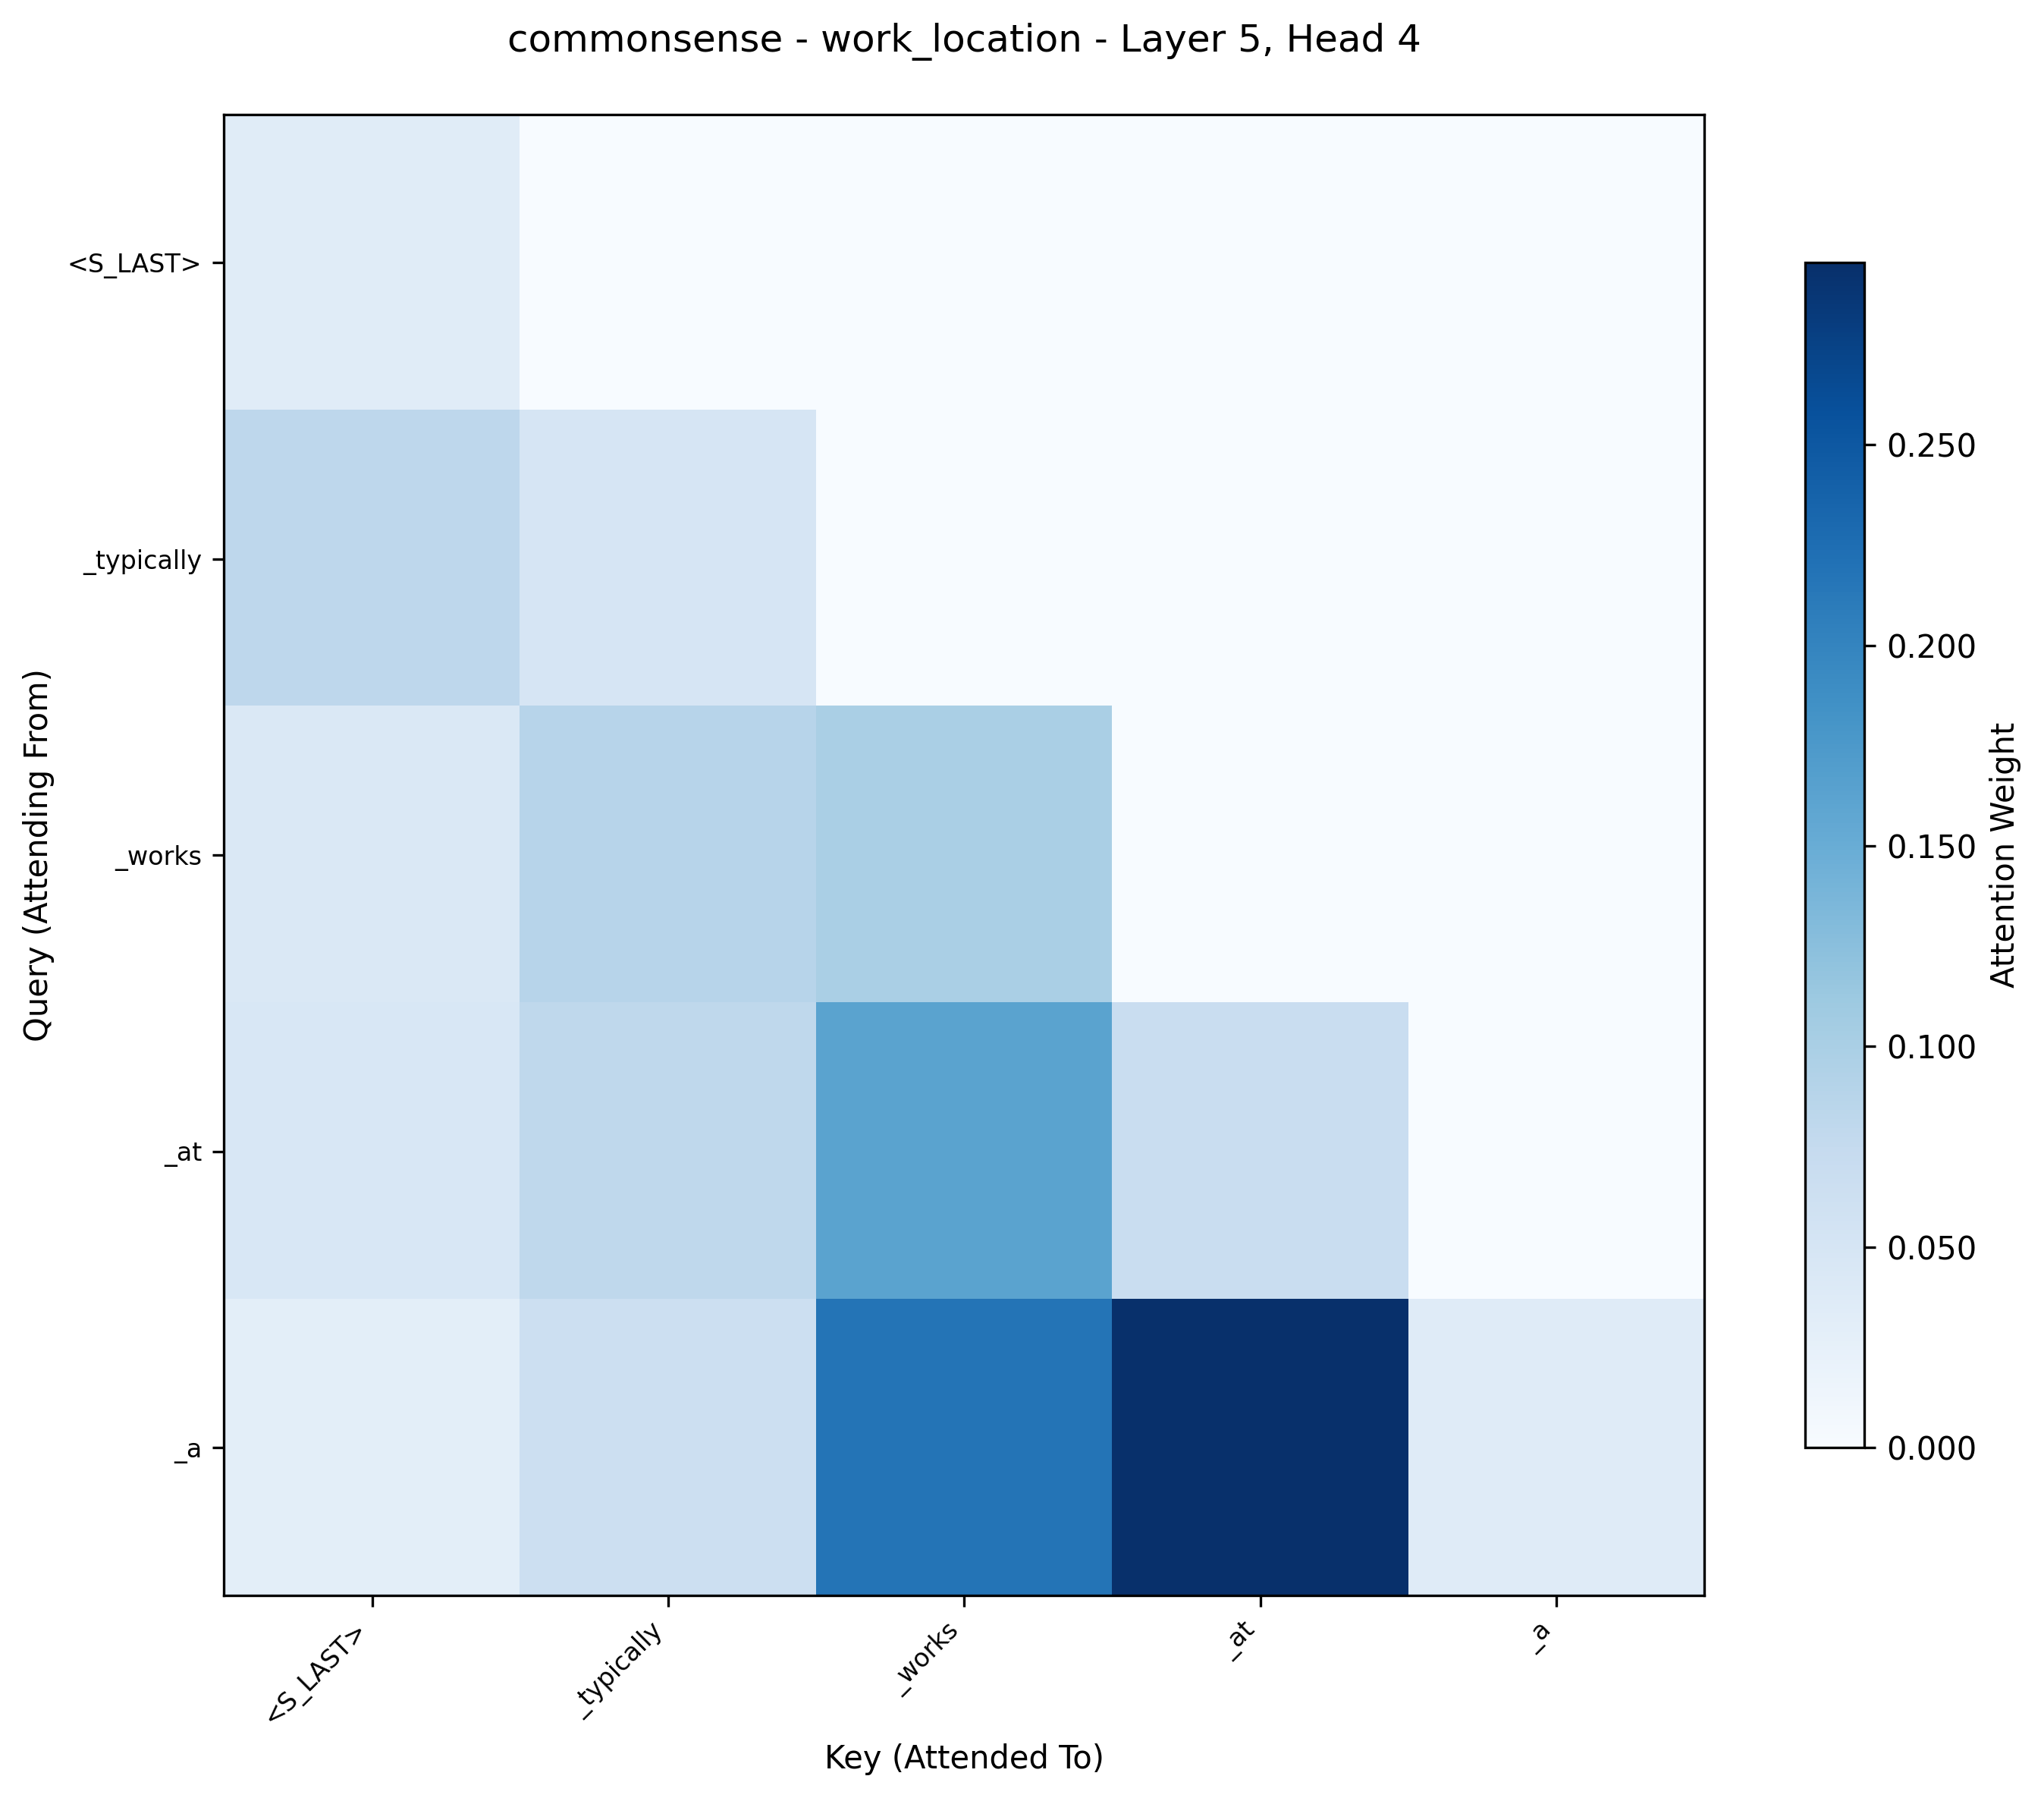 commonsense - work_location - Layer 5, Head 4
Query (Attending From)
<S_LAST>
_typically
_works
_at
_a
<S_LAST>
_typically
_works
_at
_a
Key (Attended To)
0.250
0.200
0.150
0.100
0.050
0.000
Attention Weight